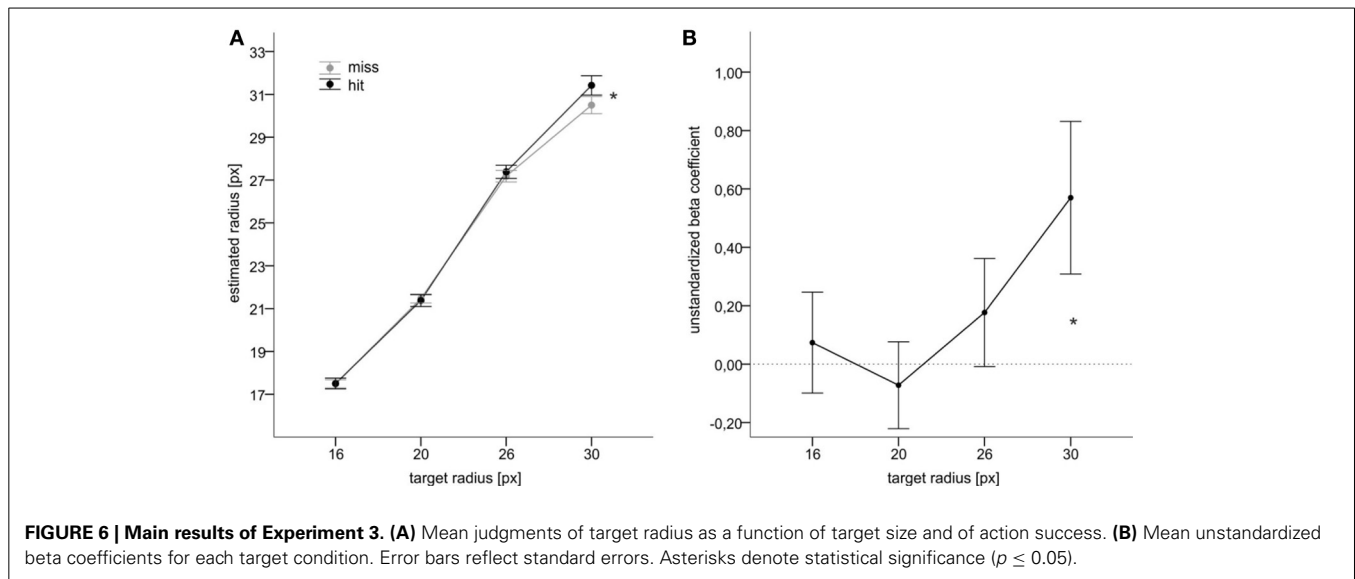 A
33
31
29
27
25
23
21
19
17
estimated radius [px]
miss
hit
*
16 20 26 30
target radius [px]
B
1,00
0,80
0,60
0,40
0,20
0,00
-0,20
unstandardized beta coefficient
*
16 20 26 30
target radius [px]
FIGURE 6 | Main results of Experiment 3. (A) Mean judgments of target radius as a function of target size and of action success. (B) Mean unstandardized
beta coefficients for each target condition. Error bars reflect standard errors. Asterisks denote statistical significance (p ≤ 0.05).